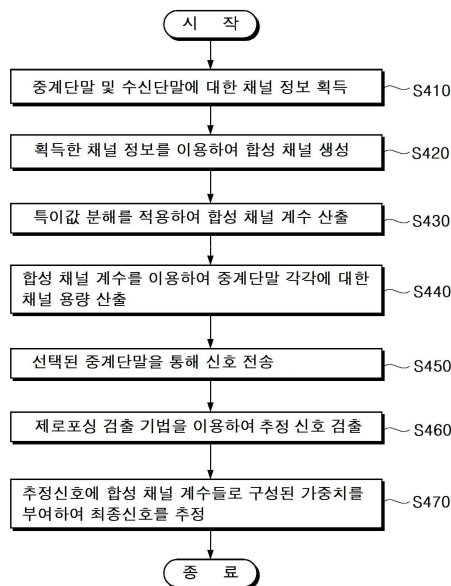 시 작
중계단말 및 수신단말에 대한 채널 정보 획득
S410
획득한 채널 정보를 이용하여 합성 채널 생성
S420
특이값 분해를 적용하여 합성 채널 계수 산출
S430
합성 채널 계수를 이용하여 중계단말 각각에 대한
채널 용량 산출
S440
선택된 중계단말을 통해 신호 전송
S450
제로포싱 검출 기법을 이용하여 추정 신호 검출
S460
추정신호에 합성 채널 계수들로 구성된 가중치를
부여하여 최종신호를 추정
S470
종 료